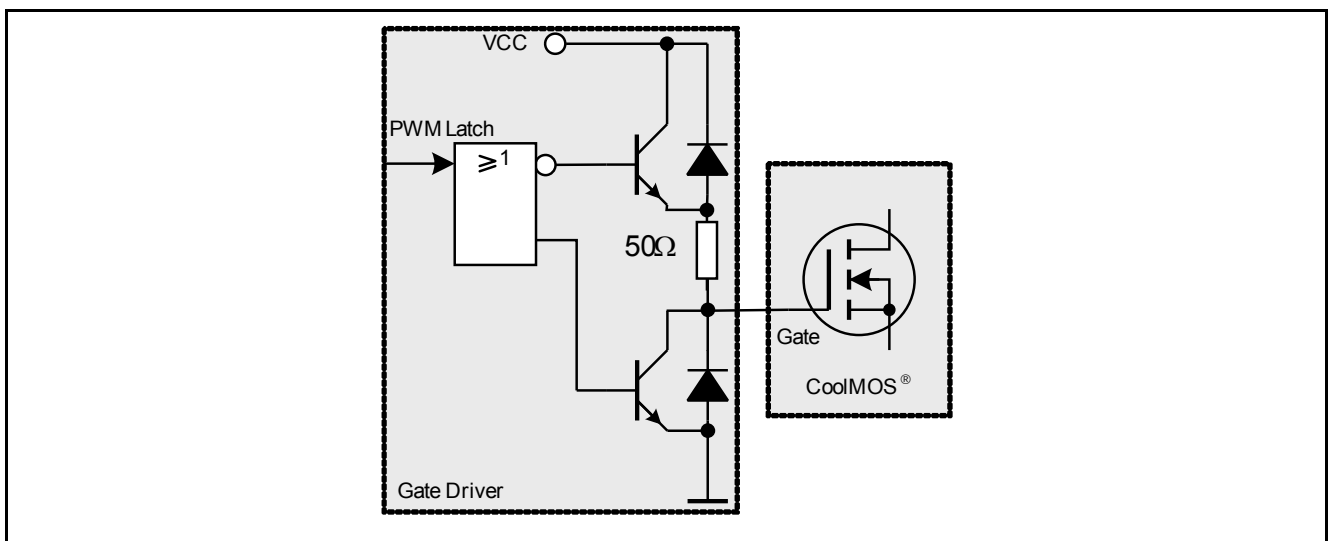 VCC
PWM Latch
≥1
50Ω
Gate
CoolMOS®
Gate Driver